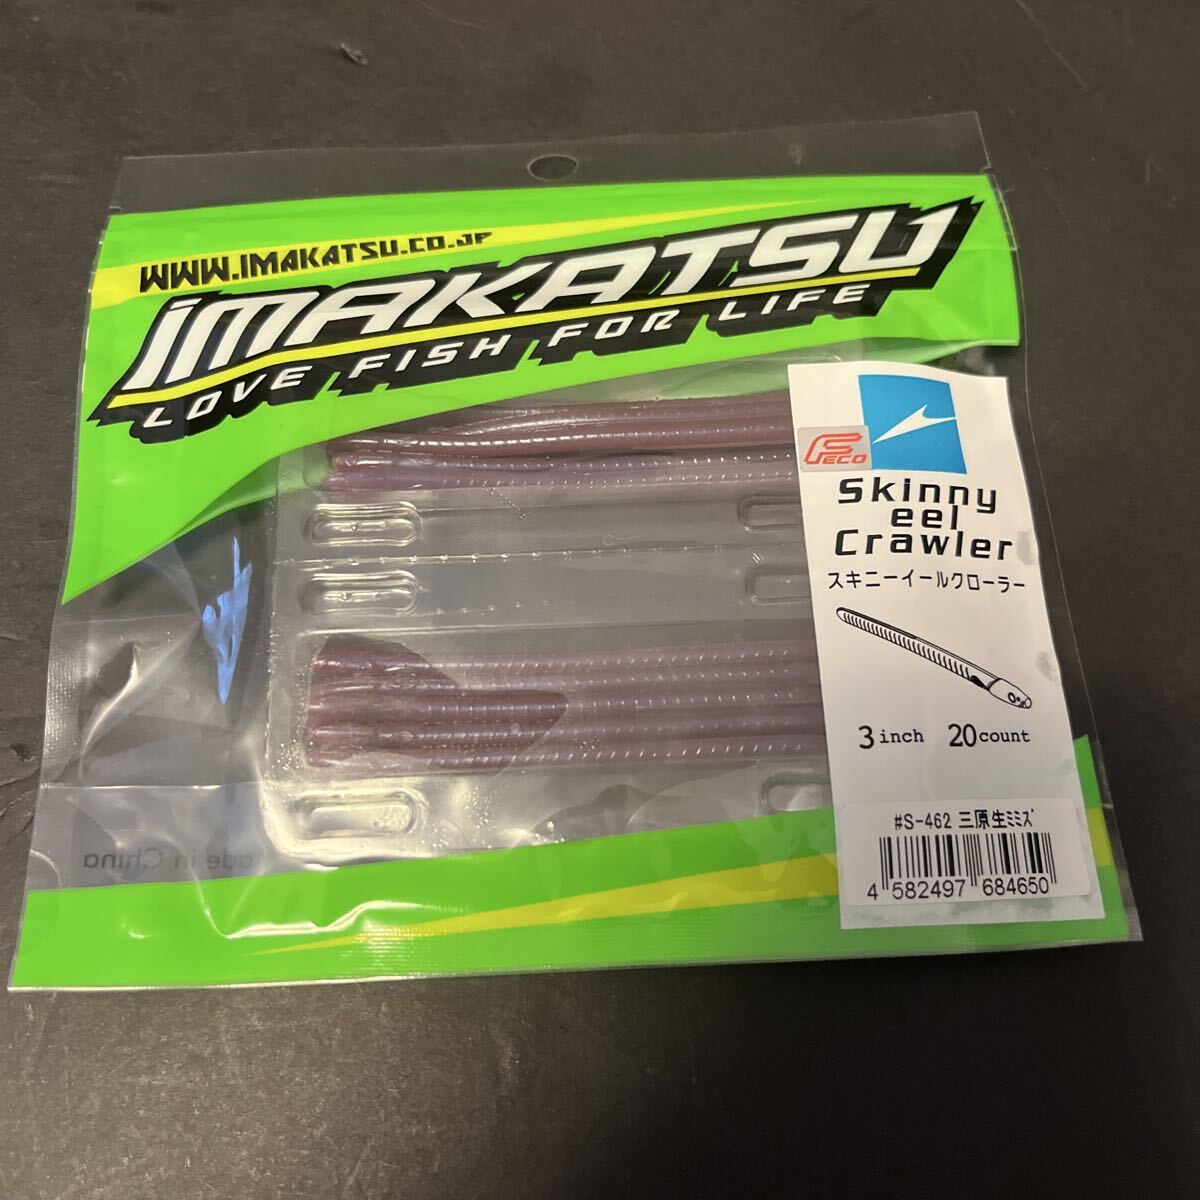 WWW.IMAKATSU.CO.JP
IMAKATSU
LOVE FISH FOR LIFE
FECO
Skinny
eel
Crawler
スキニーイールクローラー
3 inch 20 count
#S-462 三原生ミミズ
4 582497 684650
ade in China